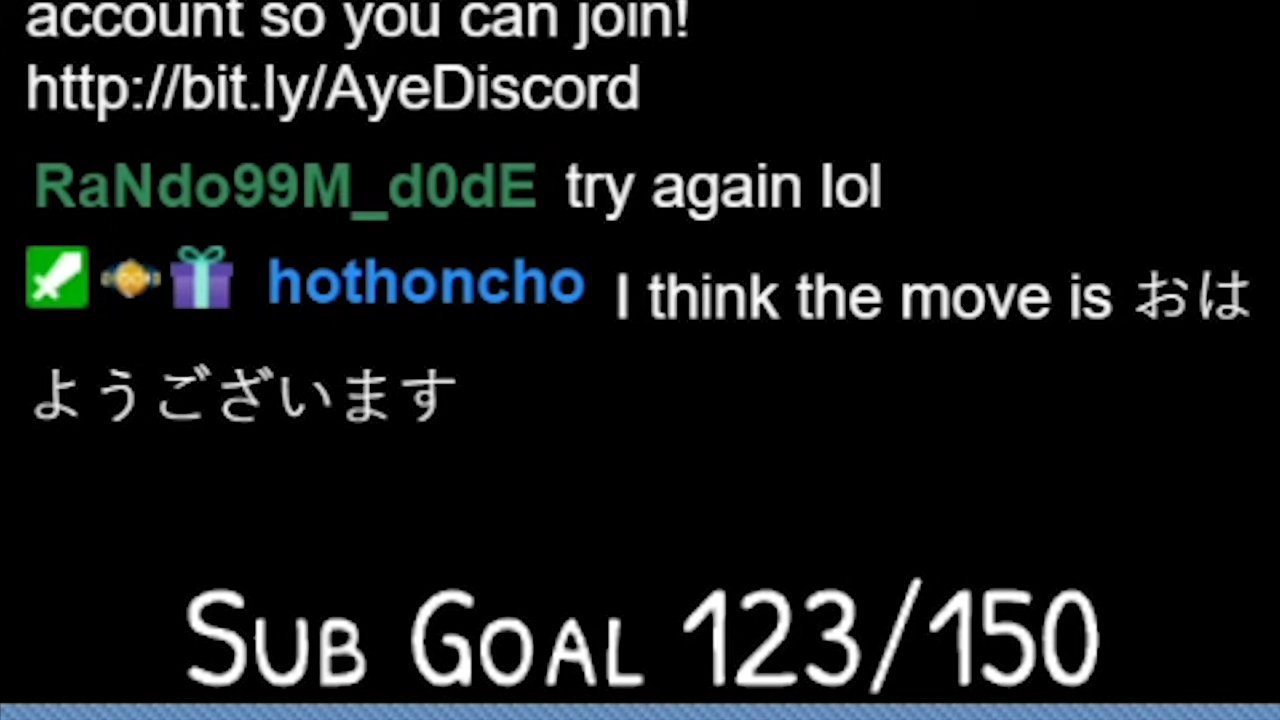 account so you can join!
http://bit.ly/AyeDiscord
RaNdo99M_d0dE try again lol
hothoncho I think the move is おは
ようございます
SUB GOAL 123/150